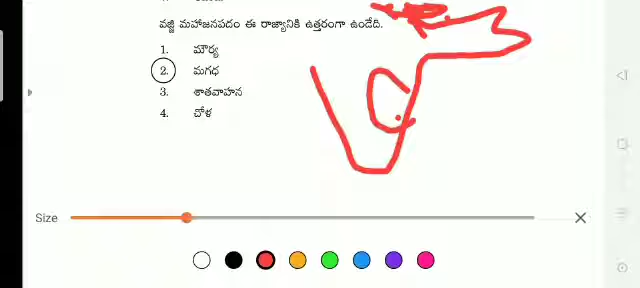 వజ్జి మహాజనపదం ఈ రాజ్యానికి ఉత్తరంగా ఉండేది.
1. మౌర్య
2. మగధ
3. శాతవాహన
4. చోళ
Size